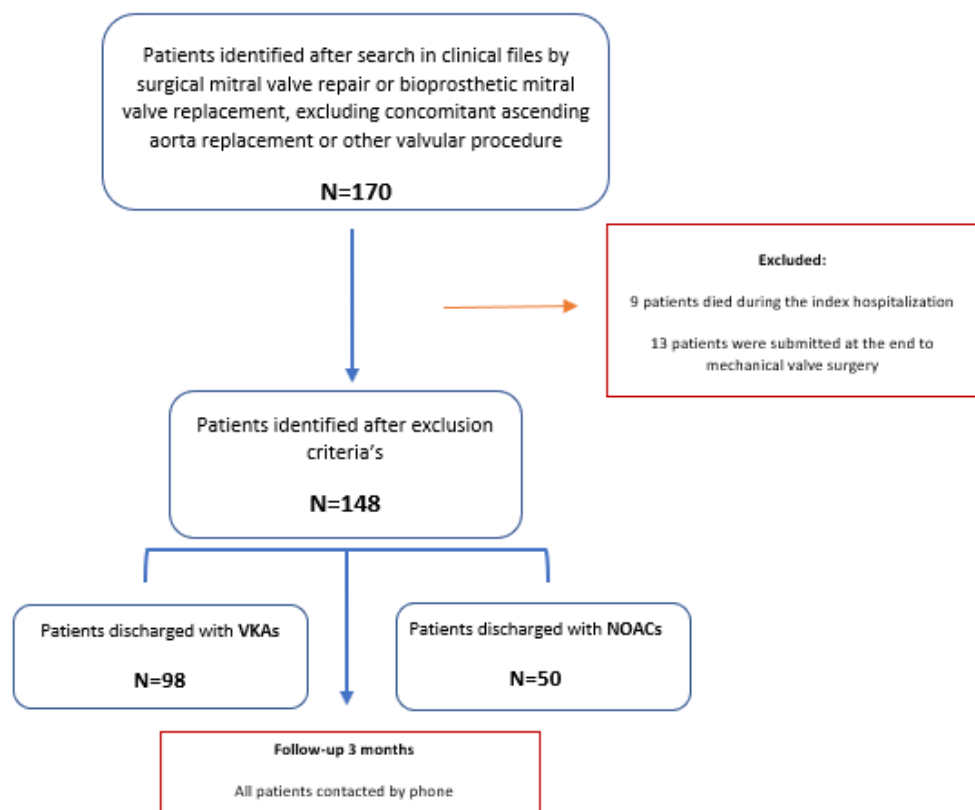 Patients identified after search in clinical files by
surgical mitral valve repair or bioprosthetic mitral
valve replacement, excluding concomitant ascending
aorta replacement or other valvular procedure
N=170
Excluded:
9 patients died during the index hospitalization
13 patients were submitted at the end to
mechanical valve surgery
Patients identified after exclusion
criteria's
N=148
Patients discharged with VKAs
N=98
Patients discharged with NOACs
N=50
Follow-up 3 months
All patients contacted by phone